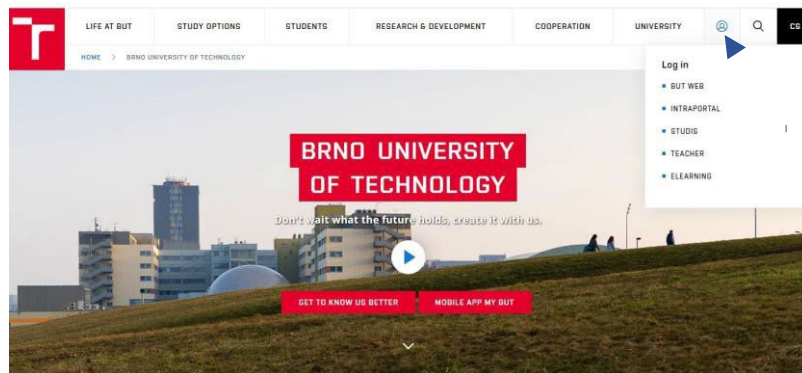 LIFE AT BUT STUDY OPTIONS STUDENTS RESEARCH & DEVELOPMENT COOPERATION UNIVERSITY CS
HOME > BRNO UNIVERSITY OF TECHNOLOGY
Log in
BUT WEB
INTRAPORTAL
STUDIS
TEACHER
ELEARNING
BRNO UNIVERSITY
OF TECHNOLOGY
Don't wait what the future holds, create it with us.
GET TO KNOW US BETTER MOBILE APP MY BUT